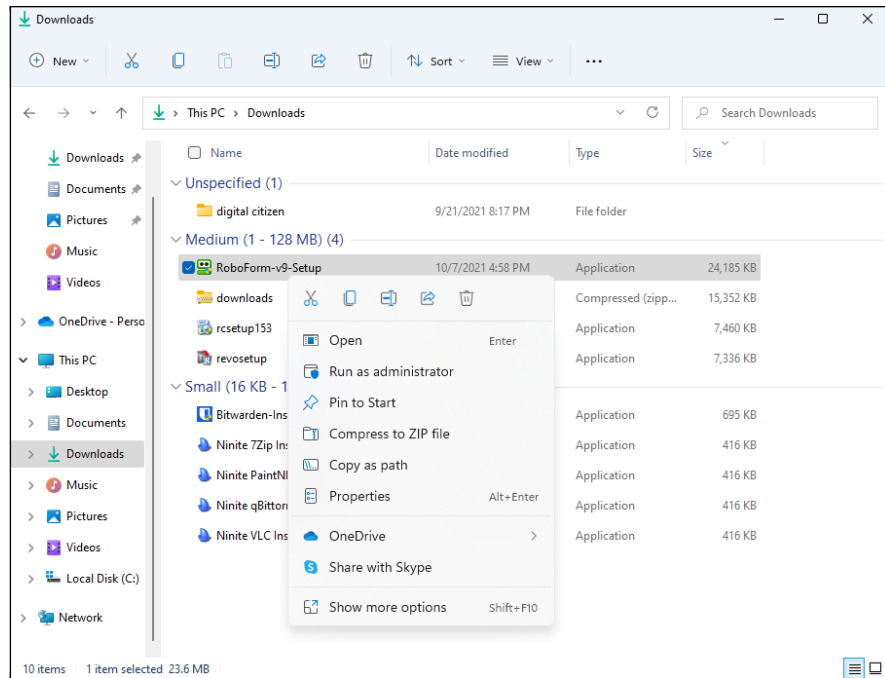 Downloads
New
Sort
View
This PC > Downloads
Search Downloads
Downloads
Documents
Pictures
Music
Videos
OneDrive - Perso
This PC
Desktop
Documents
Downloads
Music
Pictures
Videos
Local Disk (C:)
Network
Name Date modified Type Size
Unspecified (1)
digital citizen 9/21/2021 8:17 PM File folder
Medium (1 - 128 MB) (4)
RoboForm-v9-Setup 10/7/2021 4:58 PM Application 24,185 KB
downloads Compressed (zipp... 15,352 KB
rcsetup153 Application 7,460 KB
revosetup Application 7,336 KB
Small (16 KB - 1
Bitwarden-Ins Application 695 KB
Ninite 7Zip Ins Application 416 KB
Ninite PaintN Application 416 KB
Ninite qBittor Application 416 KB
Ninite VLC Ins Application 416 KB
Open Enter
Run as administrator
Pin to Start
Compress to ZIP file
Copy as path
Properties Alt+Enter
OneDrive
Share with Skype
Show more options Shift+F10
10 items 1 item selected 23.6 MB